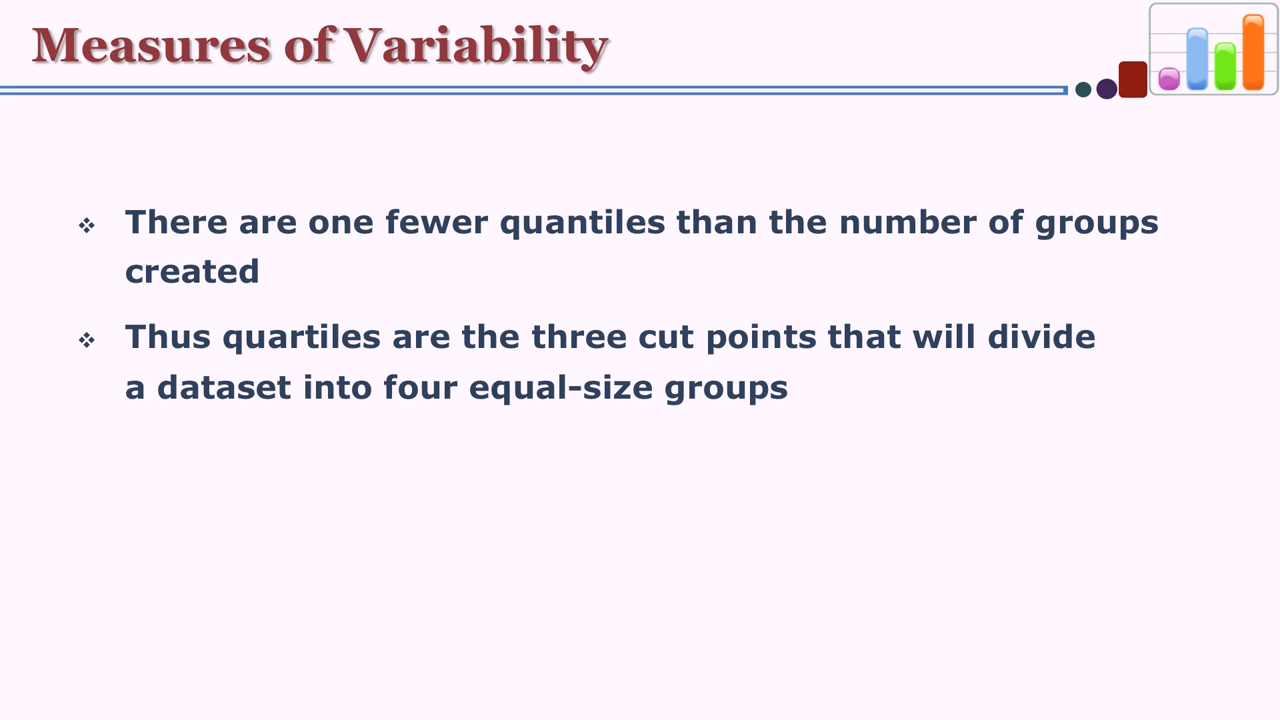 Measures of Variability
❖ There are one fewer quantiles than the number of groups
created
❖ Thus quartiles are the three cut points that will divide
a dataset into four equal-size groups